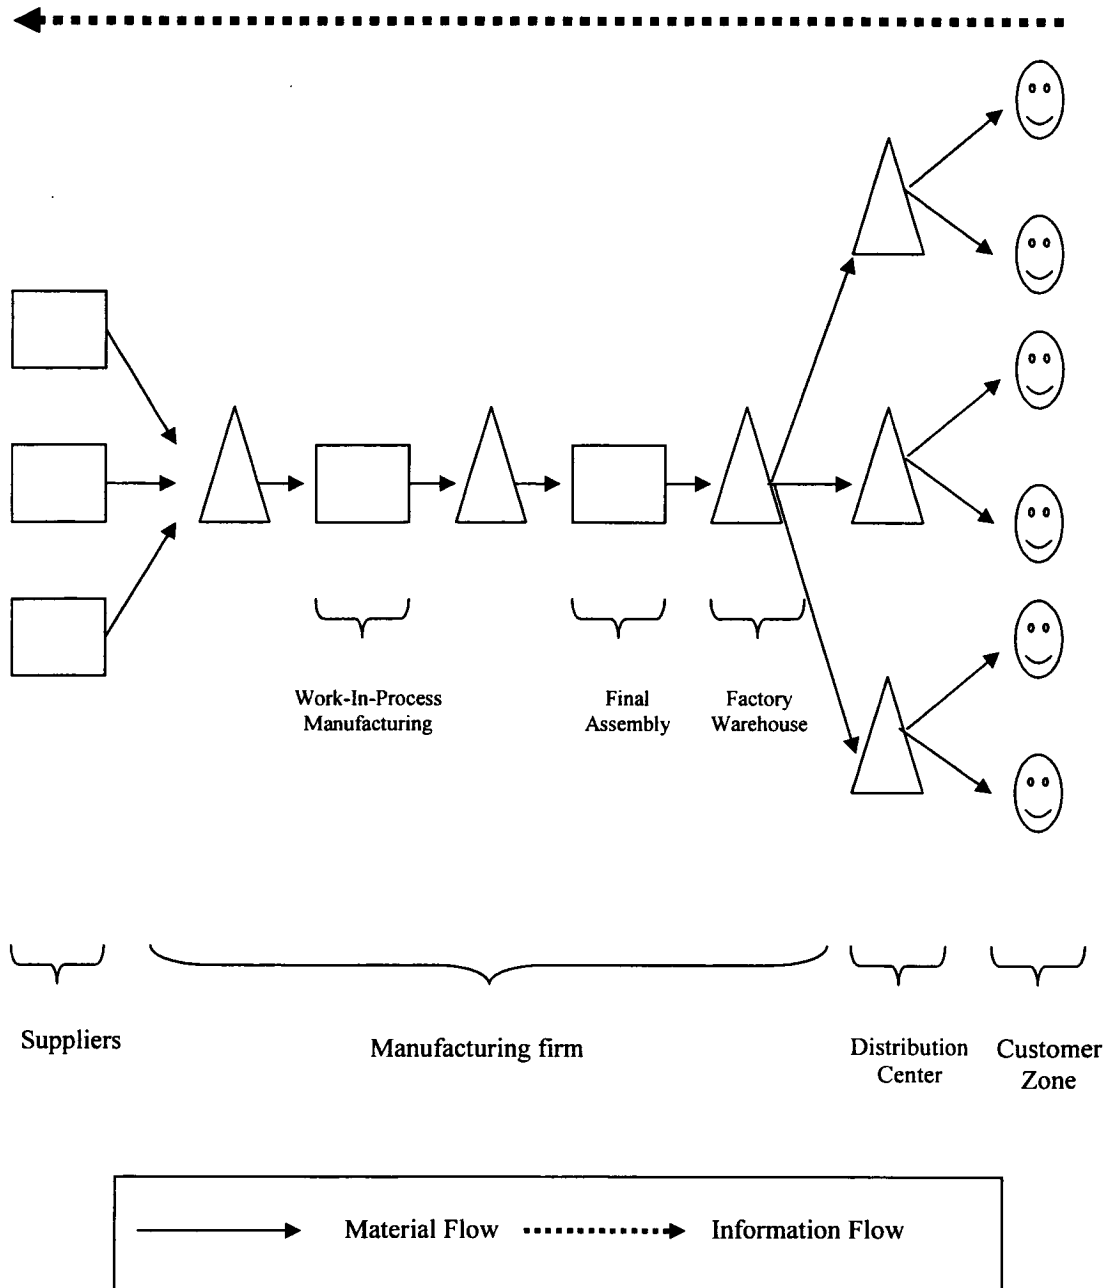 Work-In-Process
Manufacturing
Final
Assembly
Factory
Warehouse
Suppliers
Manufacturing firm
Distribution
Center
Customer
Zone
Material Flow
Information Flow